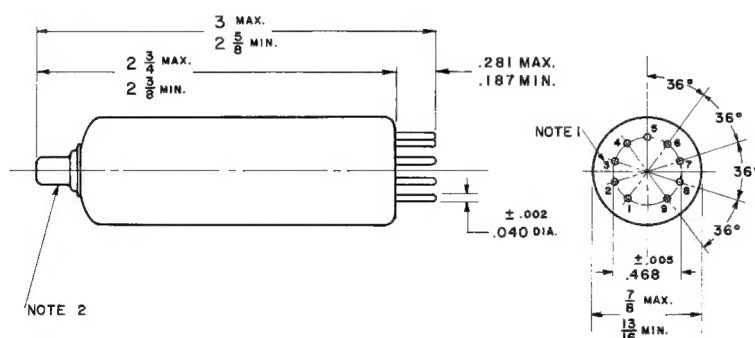 3 MAX.
2 5/8 MIN.
2 3/4 MAX.
2 3/8 MIN.
.281 MAX.
.187 MIN.
36°
36°
36°
36°
NOTE 1
1
2
3
4
5
6
7
8
9
±.002
.040 DIA.
±.005
.468
7/8 MAX.
13/16 MIN.
NOTE 2